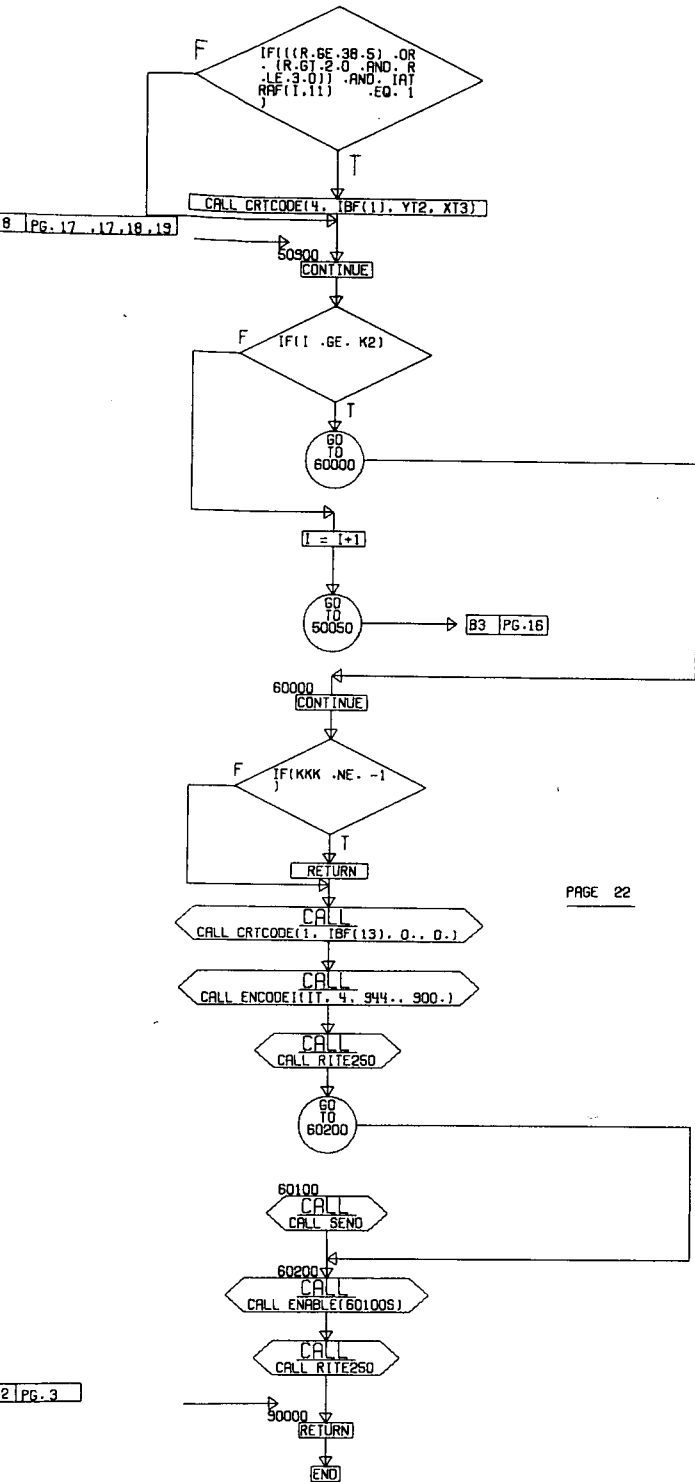 F
IF(((R.GE.38.5) .OR
. (R.GT.2.0 .AND. R
.LE.3.0)) .AND. IAT
RAF(I,11) .EQ. 1
)
T
CALL CRTCODE(4, IBF(1), YT2, XT3)
8 PG. 17 ,17,18,19
50900
CONTINUE
F
IF(I .GE. K2)
T
GO
TO
60000
I = I+1
GO
TO
50050
B3 PG.16
60000
CONTINUE
F
IF(KKK .NE. -1
)
T
RETURN
PAGE 22
CALL
CALL CRTCODE(1, IBF(13), 0., 0.)
CALL
CALL ENCODEI(IT, 4, 944., 900.)
CALL
CALL RITE250
GO
TO
60200
60100
CALL
CALL SEND
60200
CALL
CALL ENABLE(60100S)
CALL
CALL RITE250
2 PG. 3
90000
RETURN
END